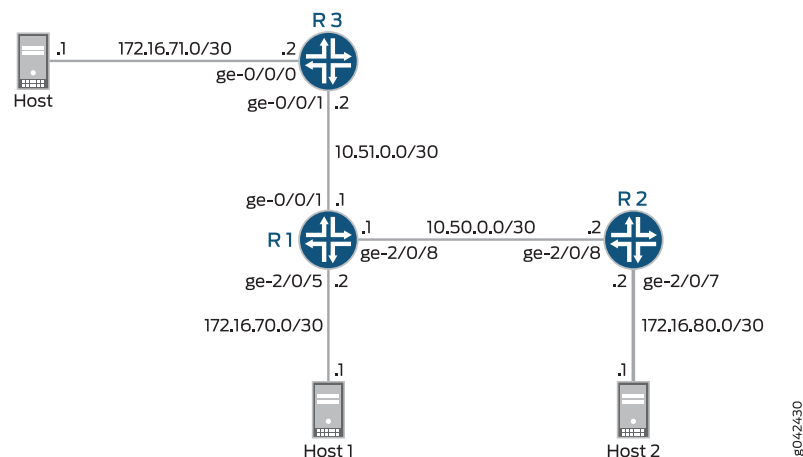 R 3
.1
172.16.71.0/30
.2
ge-0/0/0
Host
ge-0/0/1
.2
10.51.0.0/30
ge-0/0/1
.1
R 1
.1
10.50.0.0/30
.2
R 2
ge-2/0/8
ge-2/0/8
ge-2/0/5
.2
.2
ge-2/0/7
172.16.70.0/30
172.16.80.0/30
.1
.1
Host 1
Host 2
g042430